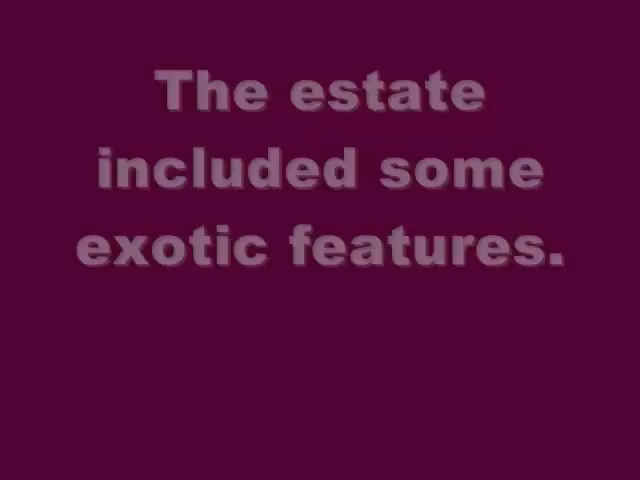 The estate
included some
exotic features.